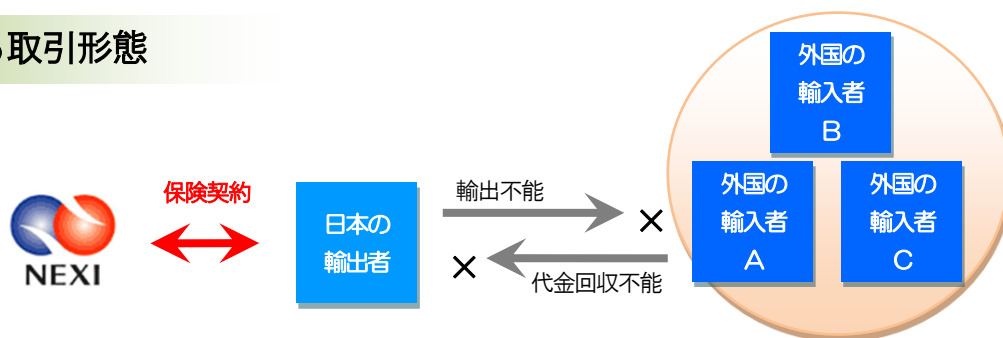 取引形態
外国の
輸入者
B
保険契約
輸出不能
×
日本の
輸出者
NEXI
×
代金回収不能
外国の
輸入者
A
外国の
輸入者
C